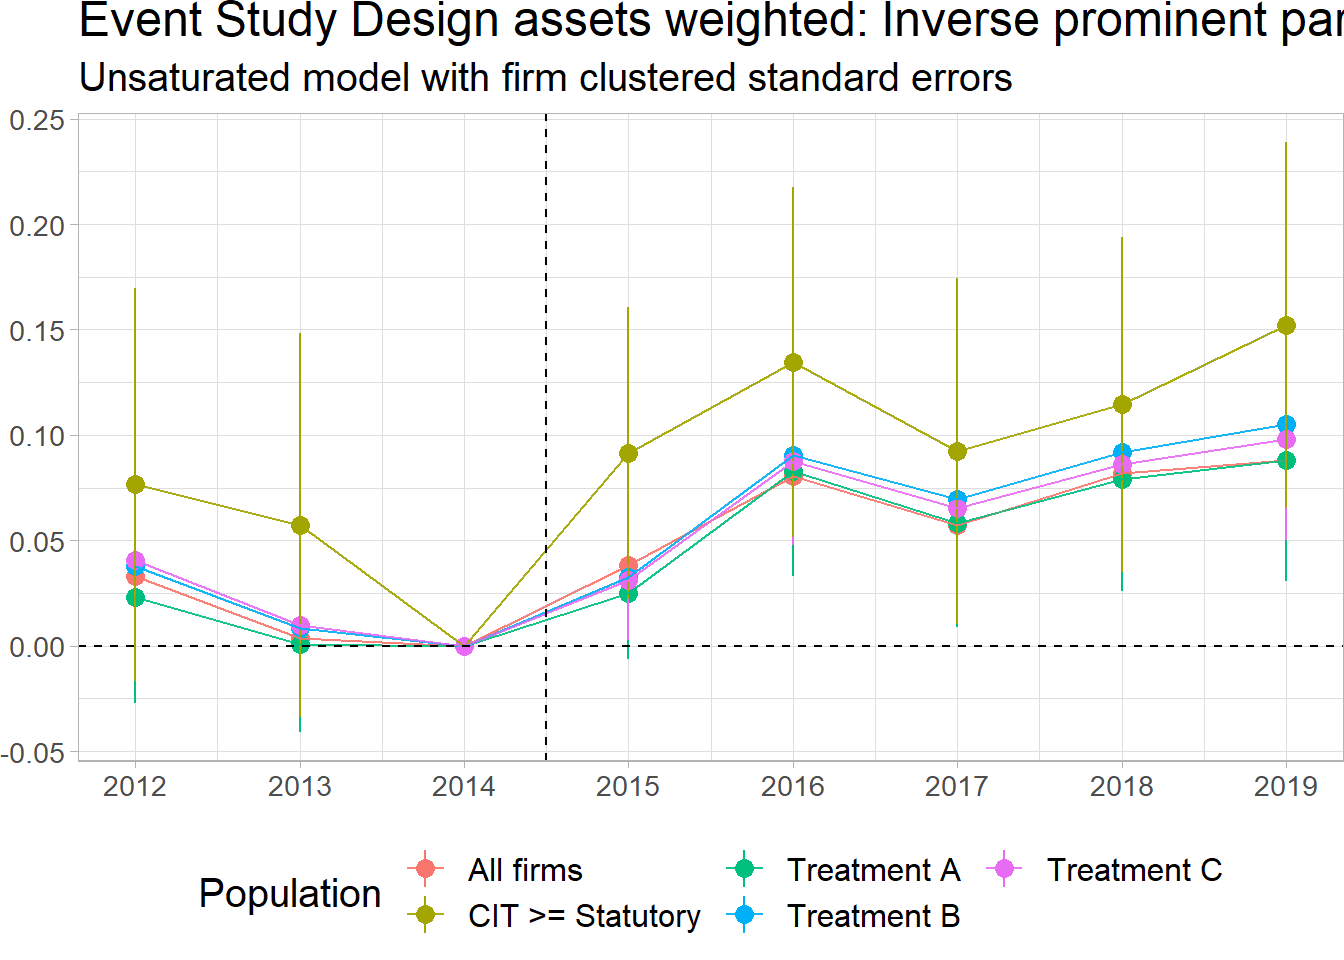 Event Study Design assets weighted: Inverse prominent par
Unsaturated model with firm clustered standard errors
0.25
0.20
0.15
0.10
0.05
0.00
-0.05
2012 2013 2014 2015 2016 2017 2018 2019
Population
All firms
CIT >= Statutory
Treatment A
Treatment B
Treatment C